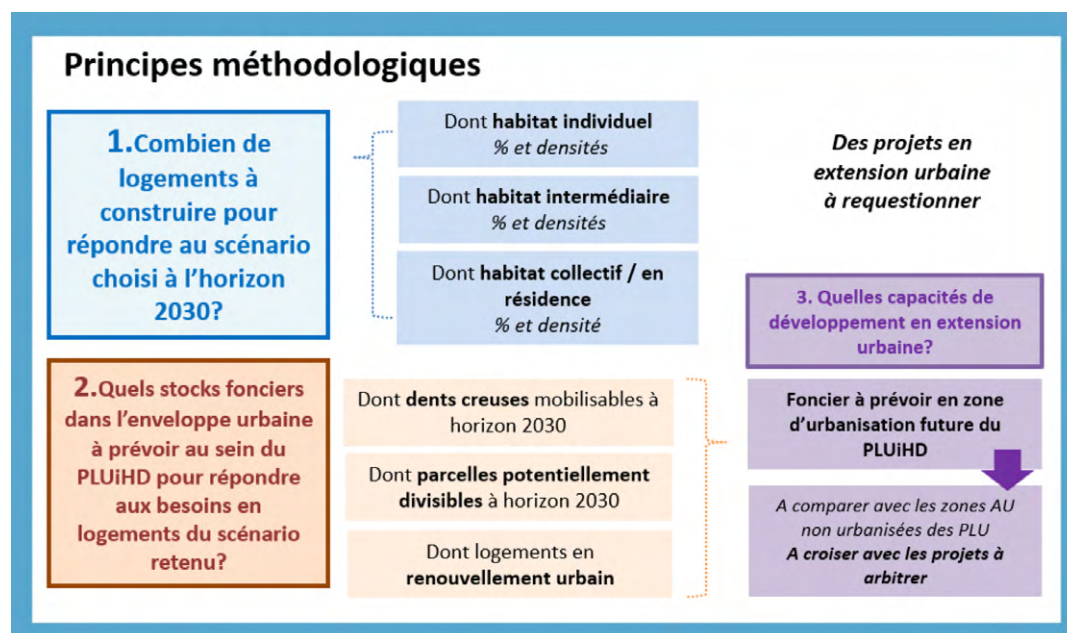 Principes méthodologiques
1.Combien de
logements à
construire pour
répondre au scénario
choisi à l'horizon
2030?
Dont habitat individuel
% et densités
Dont habitat intermédiaire
% et densités
Dont habitat collectif / en
résidence
% et densité
2.Quels stocks fonciers
dans l'enveloppe urbaine
à prévoir au sein du
PLUiHD pour répondre
aux besoins en
logements du scénario
retenu?
Dont dents creuses mobilisables à
horizon 2030
Dont parcelles potentiellement
divisibles à horizon 2030
Dont logements en
renouvellement urbain
Des projets en
extension urbaine
à requestionner
3. Quelles capacités de
développement en extension
urbaine?
Foncier à prévoir en zone
d'urbanisation future du
PLUiHD
A comparer avec les zones AU
non urbanisées des PLU
A croiser avec les projets à
arbitrer